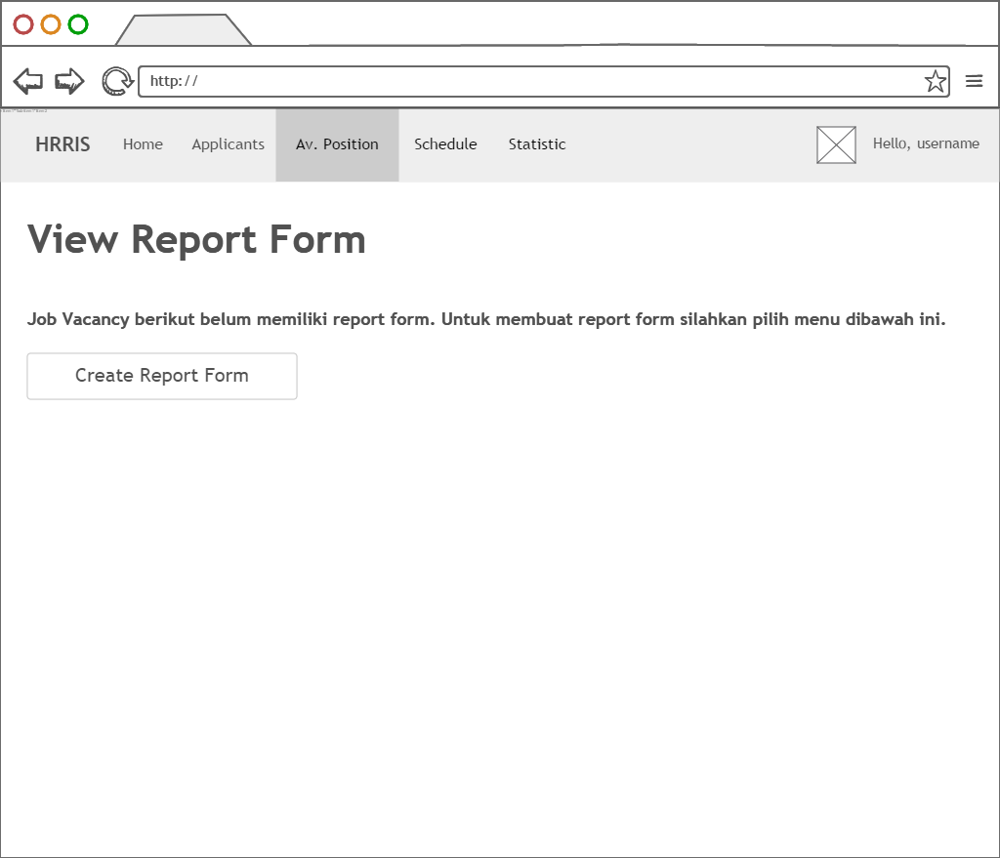 http://
HRRIS Home Applicants Av. Position Schedule Statistic Hello, username
View Report Form
Job Vacancy berikut belum memiliki report form. Untuk membuat report form silahkan pilih menu dibawah ini.
Create Report Form